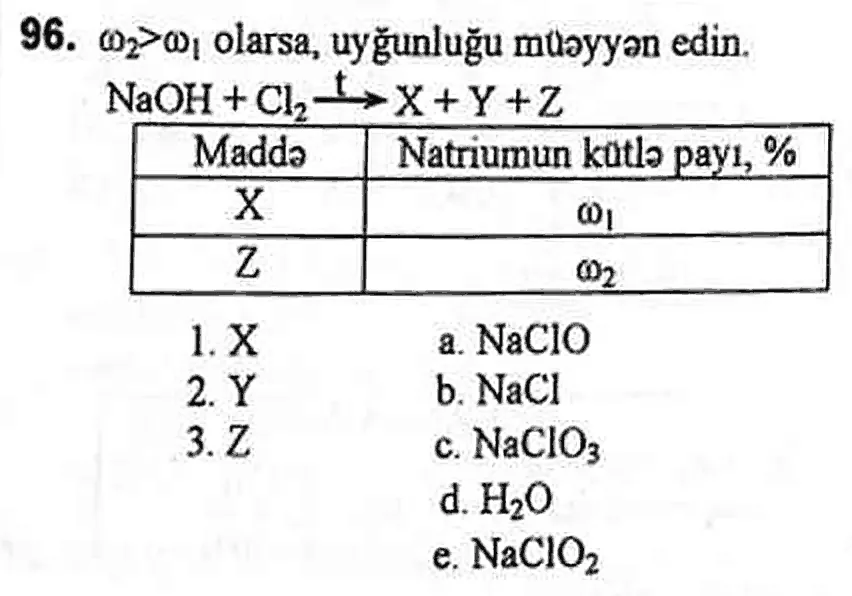 96. ω₂>ω₁ olarsa, uyğunluğu müəyyən edin.
NaOH + Cl₂ —t→ X + Y + Z
Maddə Natriumun kütlə payı, %
X ω₁
Z ω₂
1. X a. NaClO
2. Y b. NaCl
3. Z c. NaClO₃
d. H₂O
e. NaClO₂